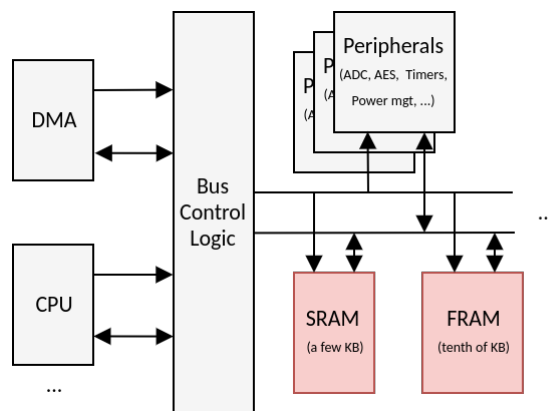 DMA
CPU
...
Bus
Control
Logic
Peripherals
(ADC, AES, Timers,
Power mgt, ...)
P
(A
P
(A
..
SRAM
(a few KB)
FRAM
(tenth of KB)